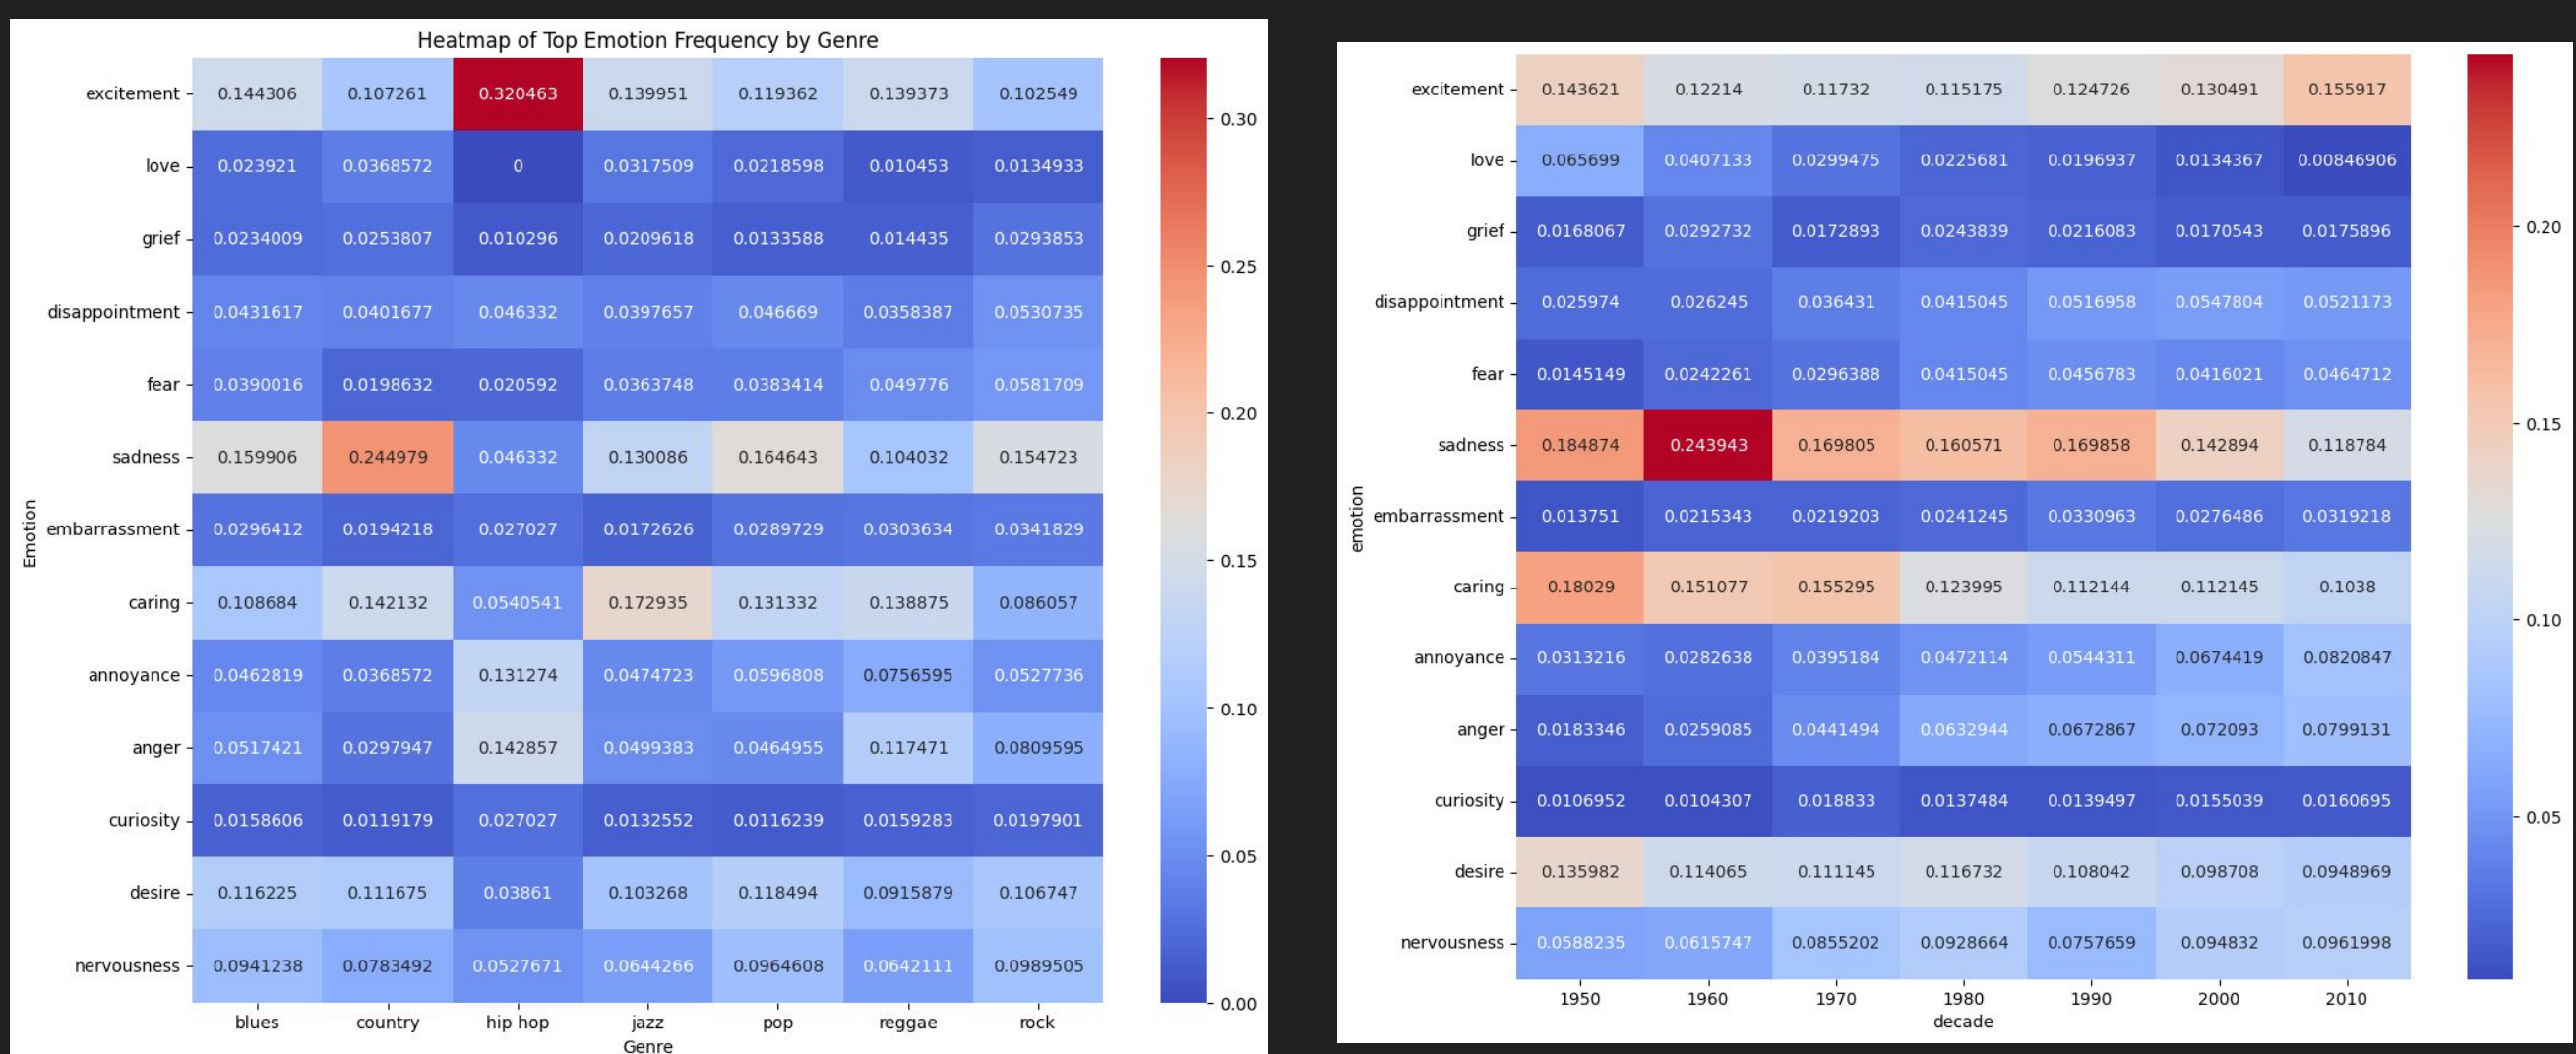 Heatmap of Top Emotion Frequency by Genre
excitement 0.144306 0.107261 0.320463 0.139951 0.119362 0.139373 0.102549
love 0.023921 0.0368572 0 0.0317509 0.0218598 0.010453 0.0134933
grief 0.0234009 0.0253807 0.010296 0.0209618 0.0133588 0.014435 0.0293853
disappointment 0.0431617 0.0401677 0.046332 0.0397657 0.046669 0.0358387 0.0530735
fear 0.0390016 0.0198632 0.020592 0.0363748 0.0383414 0.049776 0.0581709
sadness 0.159906 0.244979 0.046332 0.130086 0.164643 0.104032 0.154723
embarrassment 0.0296412 0.0194218 0.027027 0.0172626 0.0289729 0.0303634 0.0341829
caring 0.108684 0.142132 0.0540541 0.172935 0.131332 0.138875 0.086057
annoyance 0.0462819 0.0368572 0.131274 0.0474723 0.0596808 0.0756595 0.0527736
anger 0.0517421 0.0297947 0.142857 0.0499383 0.0464955 0.117471 0.0809595
curiosity 0.0158606 0.0119179 0.027027 0.0132552 0.0116239 0.0159283 0.0197901
desire 0.116225 0.111675 0.03861 0.103268 0.118494 0.0915879 0.106747
nervousness 0.0941238 0.0783492 0.0527671 0.0644266 0.0964608 0.0642111 0.0989505
blues country hip hop jazz pop reggae rock
Genre
Emotion
0.30
0.25
0.20
0.15
0.10
0.05
0.00
excitement 0.143621 0.12214 0.11732 0.115175 0.124726 0.130491 0.155917
love 0.065699 0.0407133 0.0299475 0.0225681 0.0196937 0.0134367 0.00846906
grief 0.0168067 0.0292732 0.0172893 0.0243839 0.0216083 0.0170543 0.0175896
disappointment 0.025974 0.026245 0.036431 0.0415045 0.0516958 0.0547804 0.0521173
fear 0.0145149 0.0242261 0.0296388 0.0415045 0.0456783 0.0416021 0.0464712
sadness 0.184874 0.243943 0.169805 0.160571 0.169858 0.142894 0.118784
embarrassment 0.013751 0.0215343 0.0219203 0.0241245 0.0330963 0.0276486 0.0319218
caring 0.18029 0.151077 0.155295 0.123995 0.112144 0.112145 0.1038
annoyance 0.0313216 0.0282638 0.0395184 0.0472114 0.0544311 0.0674419 0.0820847
anger 0.0183346 0.0259085 0.0441494 0.0632944 0.0672867 0.072093 0.0799131
curiosity 0.0106952 0.0104307 0.018833 0.0137484 0.0139497 0.0155039 0.0160695
desire 0.135982 0.114065 0.111145 0.116732 0.108042 0.098708 0.0948969
nervousness 0.0588235 0.0615747 0.0855202 0.0928664 0.0757659 0.094832 0.0961998
1950 1960 1970 1980 1990 2000 2010
decade
emotion
0.20
0.15
0.10
0.05